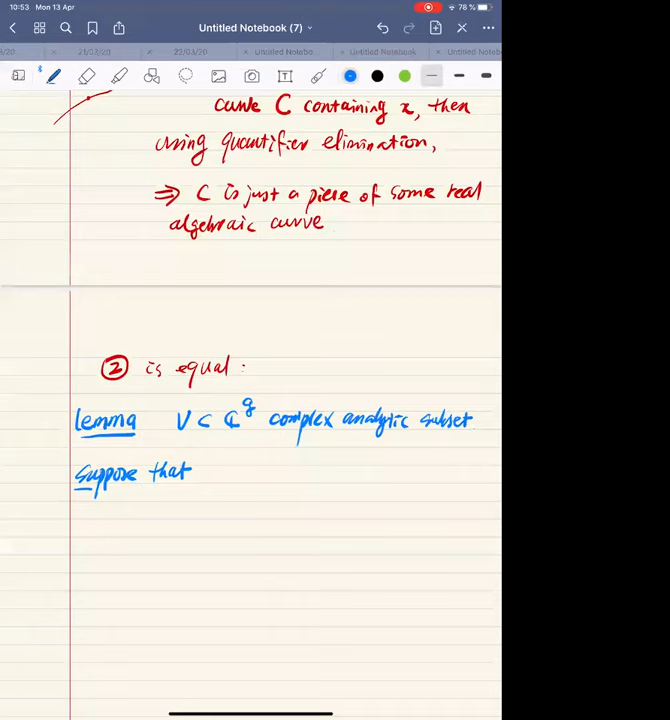 10:53 Mon 13 Apr
78 %
Untitled Notebook (7)
21/03/20
22/03/20
Untitled Notebo...
Untitled Notebook
Untitled Noteb
curve C containing x, then
using quantifier elimination,
⇒ C is just a piece of some real
algebraic curve
② is equal :
lemma V ⊂ ℂ^g complex analytic subset
suppose that